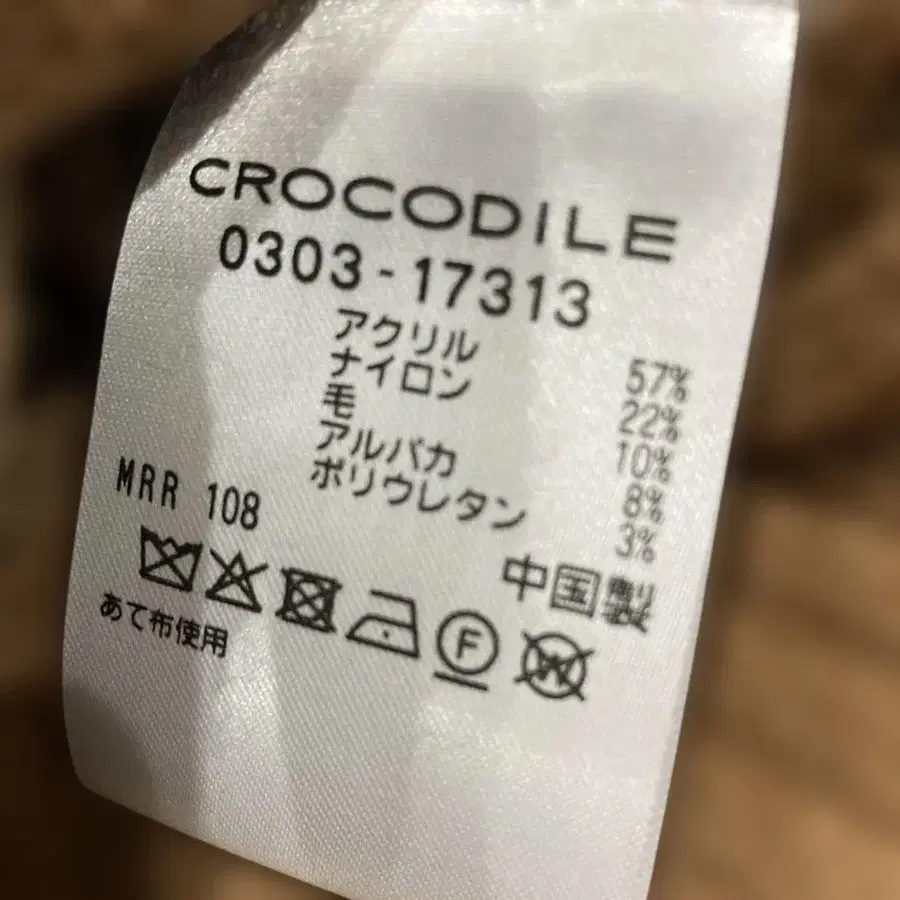 CROCODILE
0303-17313
アクリル 57%
ナイロン 22%
毛 10%
アルパカ 8%
ポリウレタン 3%
MRR 108
中国製
F
W
あて布使用